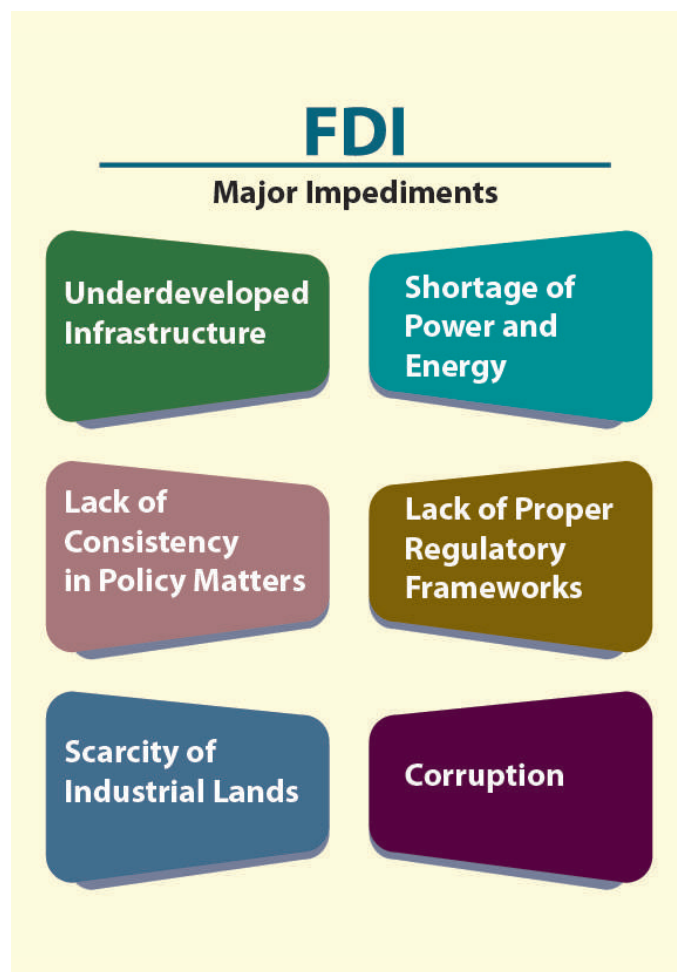 FDI
Major Impediments
Underdeveloped
Infrastructure
Shortage of
Power and
Energy
Lack of
Consistency
in Policy Matters
Lack of Proper
Regulatory
Frameworks
Scarcity of
Industrial Lands
Corruption